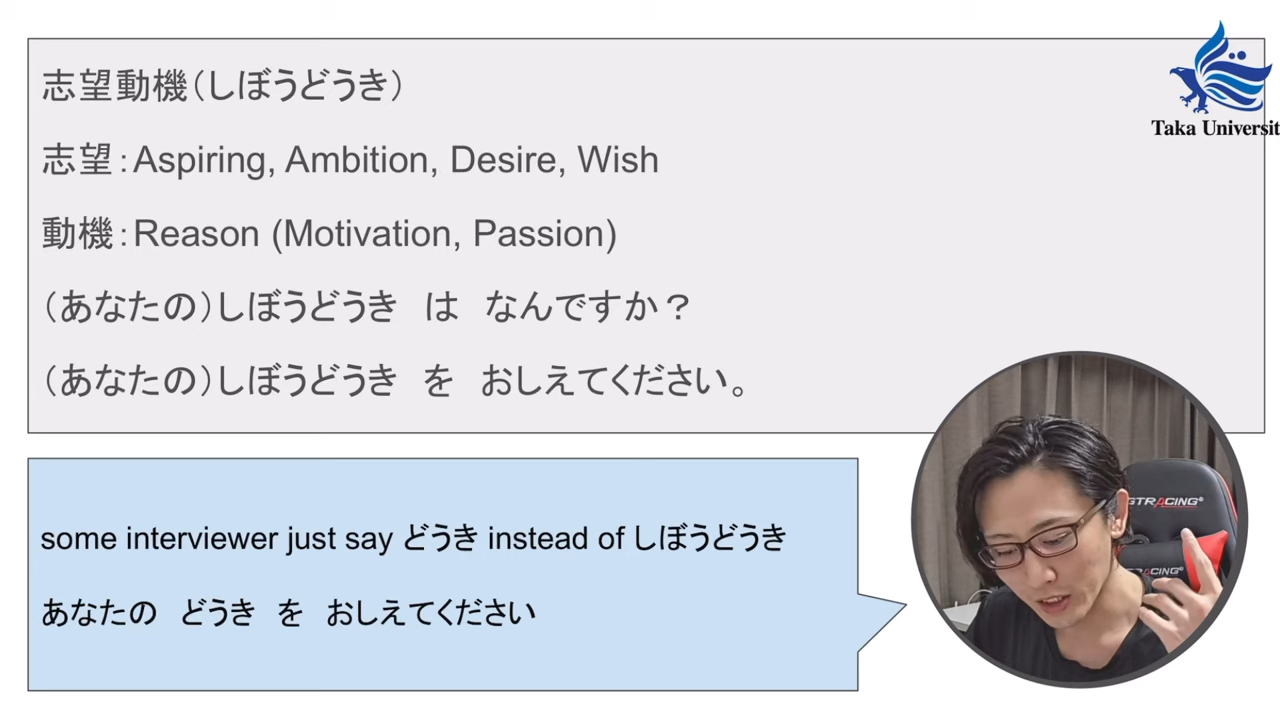 志望動機(しぼうどうき)
志望:Aspiring, Ambition, Desire, Wish
動機:Reason (Motivation, Passion)
(あなたの)しぼうどうき は なんですか?
(あなたの)しぼうどうき を おしえてください。
Taka Universit
some interviewer just say どうき instead of しぼうどうき
あなたの どうき を おしえてください
GTRACING
RACING